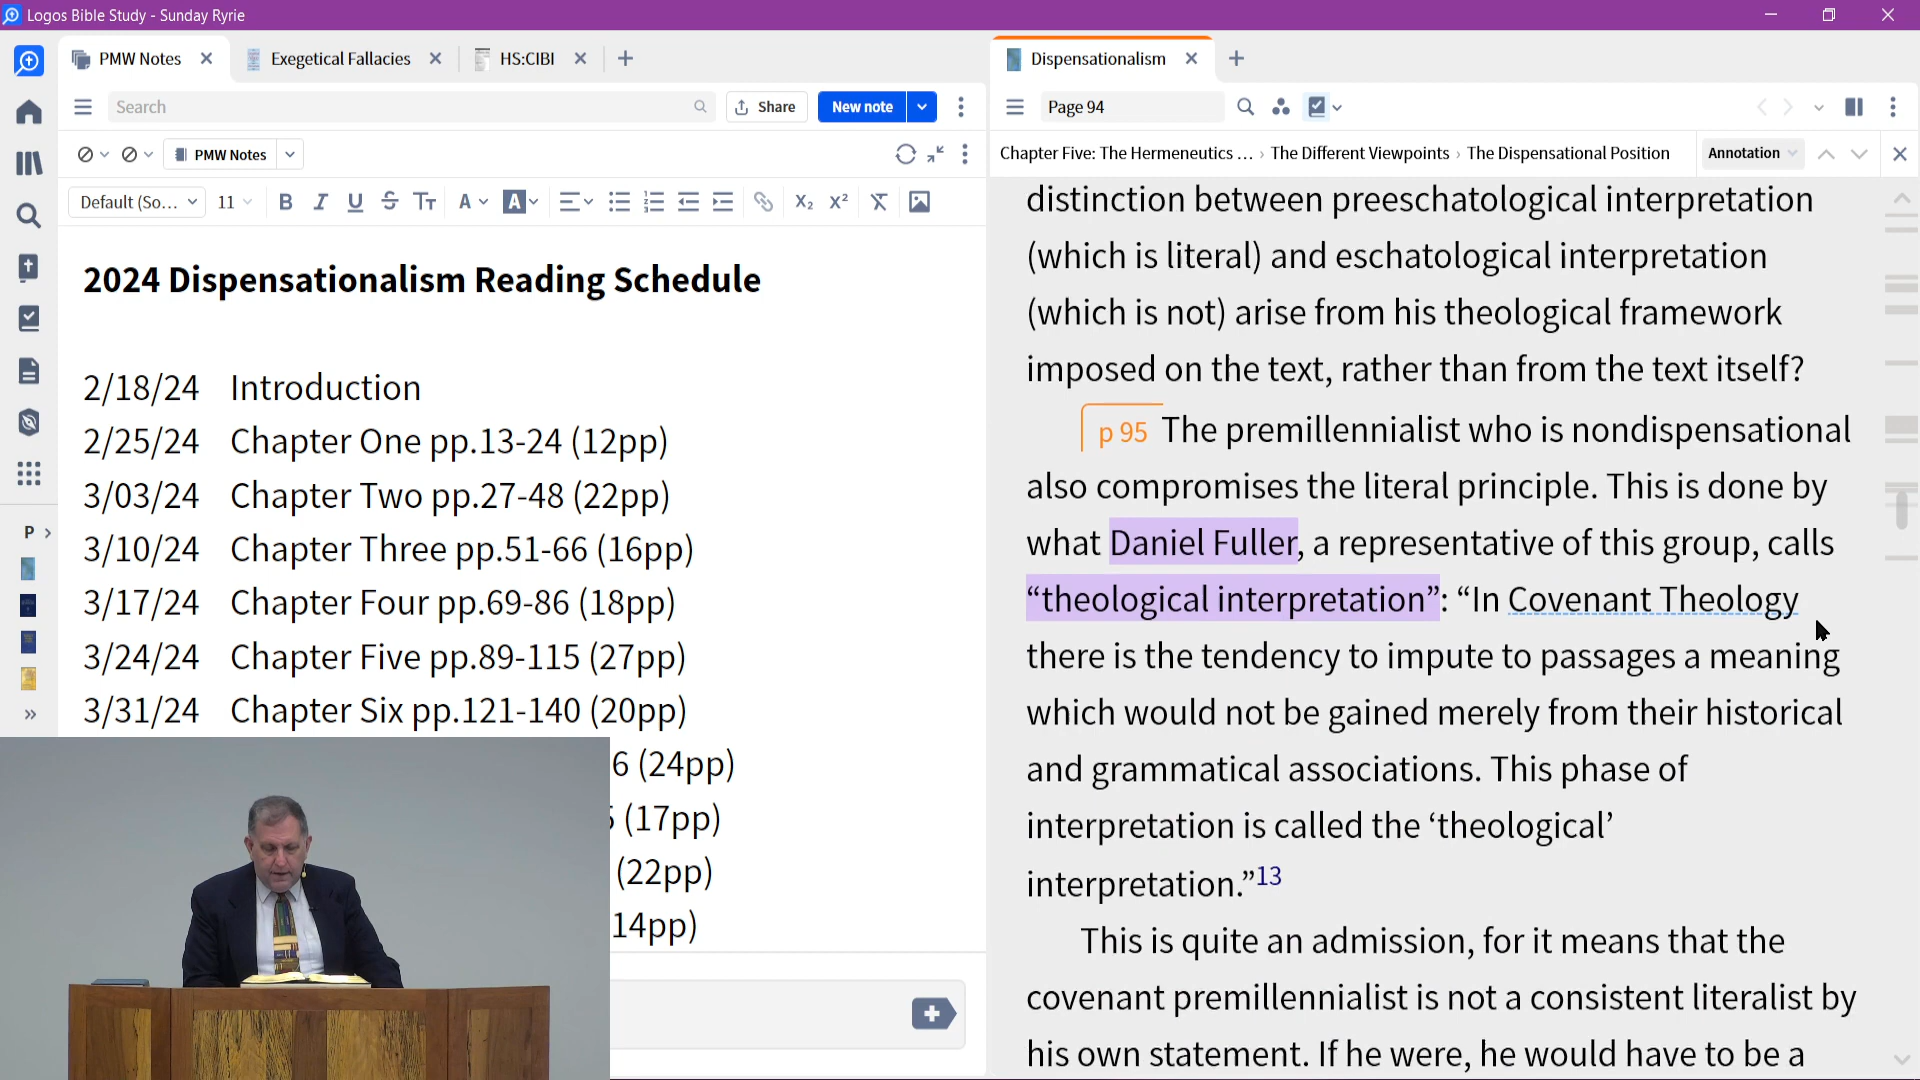 Logos Bible Study - Sunday Ryrie
PMW Notes
Exegetical Fallacies
HS:CIBI
Search
Share
New note
PMW Notes
Default (So...
11
P
2024 Dispensationalism Reading Schedule
2/18/24 Introduction
2/25/24 Chapter One pp.13-24 (12pp)
3/03/24 Chapter Two pp.27-48 (22pp)
3/10/24 Chapter Three pp.51-66 (16pp)
3/17/24 Chapter Four pp.69-86 (18pp)
3/24/24 Chapter Five pp.89-115 (27pp)
3/31/24 Chapter Six pp.121-140 (20pp)
6 (24pp)
(17pp)
(22pp)
14pp)
Dispensationalism
Page 94
Chapter Five: The Hermeneutics ... › The Different Viewpoints › The Dispensational Position
Annotation
distinction between preeschatological interpretation
(which is literal) and eschatological interpretation
(which is not) arise from his theological framework
imposed on the text, rather than from the text itself?
p 95 The premillennialist who is nondispensational
also compromises the literal principle. This is done by
what Daniel Fuller, a representative of this group, calls
“theological interpretation”: “In Covenant Theology
there is the tendency to impute to passages a meaning
which would not be gained merely from their historical
and grammatical associations. This phase of
interpretation is called the ‘theological’
interpretation.”13
This is quite an admission, for it means that the
covenant premillennialist is not a consistent literalist by
his own statement. If he were, he would have to be a